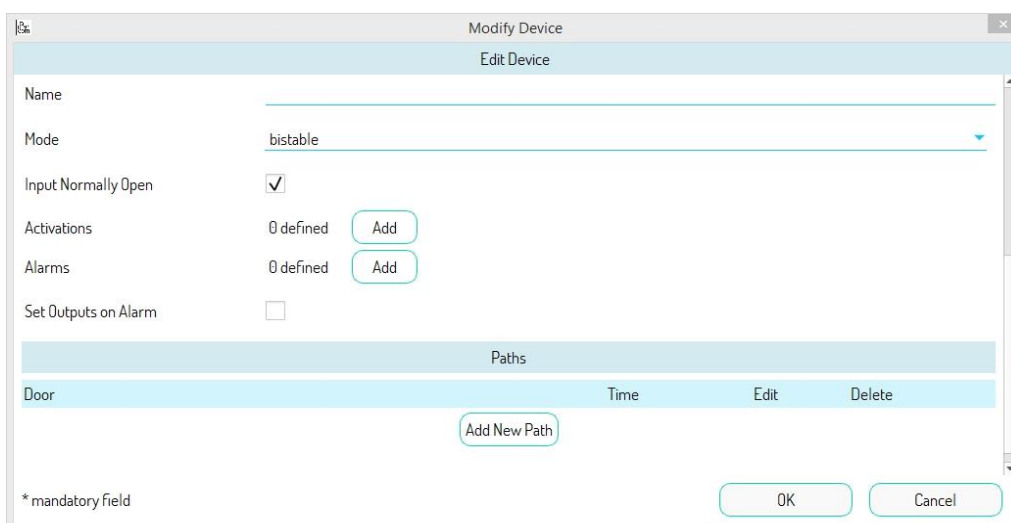 Modify Device
Edit Device
Name
Mode bistable
Input Normally Open
Activations 0 defined Add
Alarms 0 defined Add
Set Outputs on Alarm
Paths
Door Time Edit Delete
Add New Path
* mandatory field OK Cancel